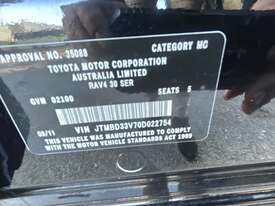 APPROVAL NO. 35088 CATEGORY MC
TOYOTA MOTOR CORPORATION
AUSTRALIA LIMITED
RAV4 30 SER
GVM 02100 SEATS 5
09/11 VIN JTMBD33V70D022754
THIS VEHICLE WAS MANUFACTURED TO COMPLY
WITH THE MOTOR VEHICLE STANDARDS ACT 1989